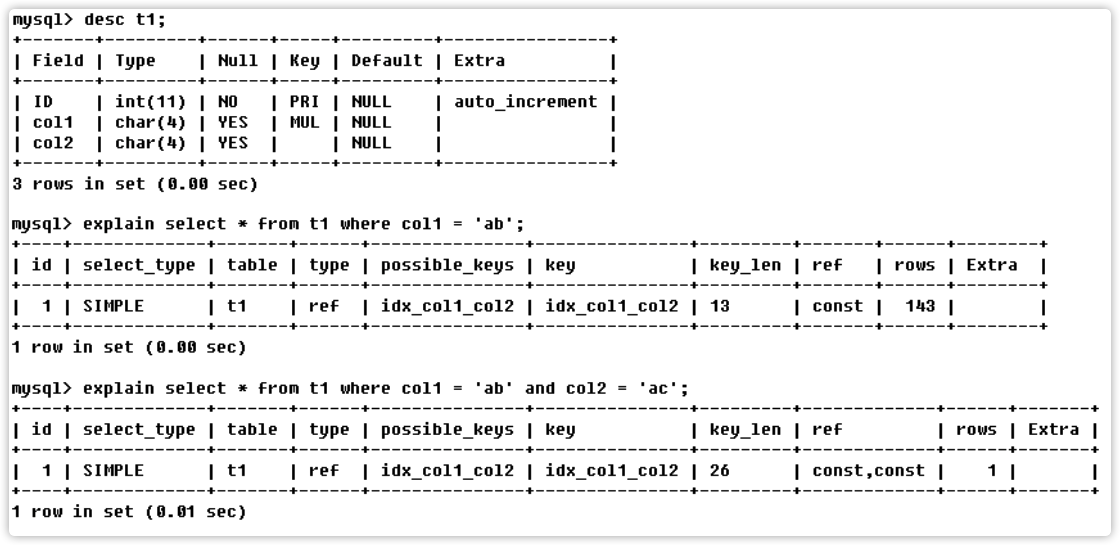 mysql> desc t1;
+-------+---------+------+-----+---------+----------------+
| Field | Type    | Null | Key | Default | Extra          |
+-------+---------+------+-----+---------+----------------+
| ID    | int(11) | NO   | PRI | NULL    | auto_increment |
| col1  | char(4) | YES  | MUL | NULL    |                |
| col2  | char(4) | YES  |     | NULL    |                |
+-------+---------+------+-----+---------+----------------+
3 rows in set (0.00 sec)
mysql> explain select * from t1 where col1 = 'ab';
+----+-------------+-------+------+---------------+---------------+---------+-------+------+-------+
| id | select_type | table | type | possible_keys | key           | key_len | ref   | rows | Extra |
+----+-------------+-------+------+---------------+---------------+---------+-------+------+-------+
|  1 | SIMPLE      | t1    | ref  | idx_col1_col2 | idx_col1_col2 | 13      | const |  143 |       |
+----+-------------+-------+------+---------------+---------------+---------+-------+------+-------+
1 row in set (0.00 sec)
mysql> explain select * from t1 where col1 = 'ab' and col2 = 'ac';
+----+-------------+-------+------+---------------+---------------+---------+-------------+------+-------+
| id | select_type | table | type | possible_keys | key           | key_len | ref         | rows | Extra |
+----+-------------+-------+------+---------------+---------------+---------+-------------+------+-------+
|  1 | SIMPLE      | t1    | ref  | idx_col1_col2 | idx_col1_col2 | 26      | const,const |    1 |       |
+----+-------------+-------+------+---------------+---------------+---------+-------------+------+-------+
1 row in set (0.01 sec)